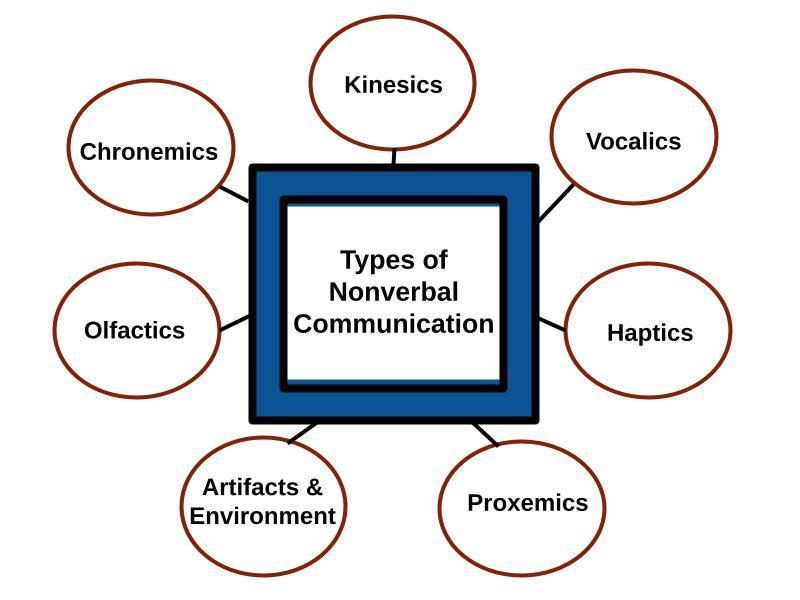 Kinesics
Chronemics
Vocalics
Types of
Nonverbal
Communication
Olfactics
Haptics
Artifacts &
Environment
Proxemics